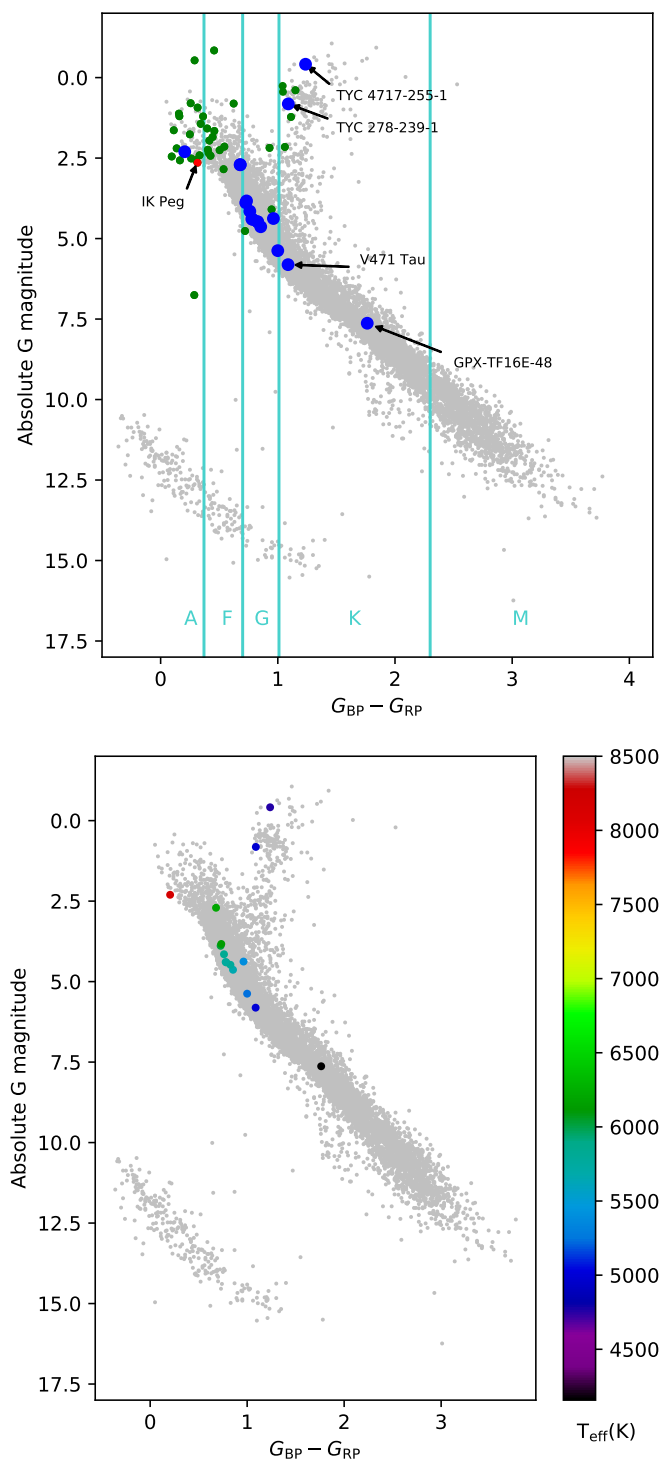 0.0
2.5
5.0
7.5
10.0
12.5
15.0
17.5
Absolute G magnitude
TYC 4717-255-1
TYC 278-239-1
IK Peg
V471 Tau
GPX-TF16E-48
A F G K M
0 1 2 3 4
G_BP − G_RP
0.0
2.5
5.0
7.5
10.0
12.5
15.0
17.5
Absolute G magnitude
0 1 2 3
G_BP − G_RP
8500
8000
7500
7000
6500
6000
5500
5000
4500
T_eff(K)